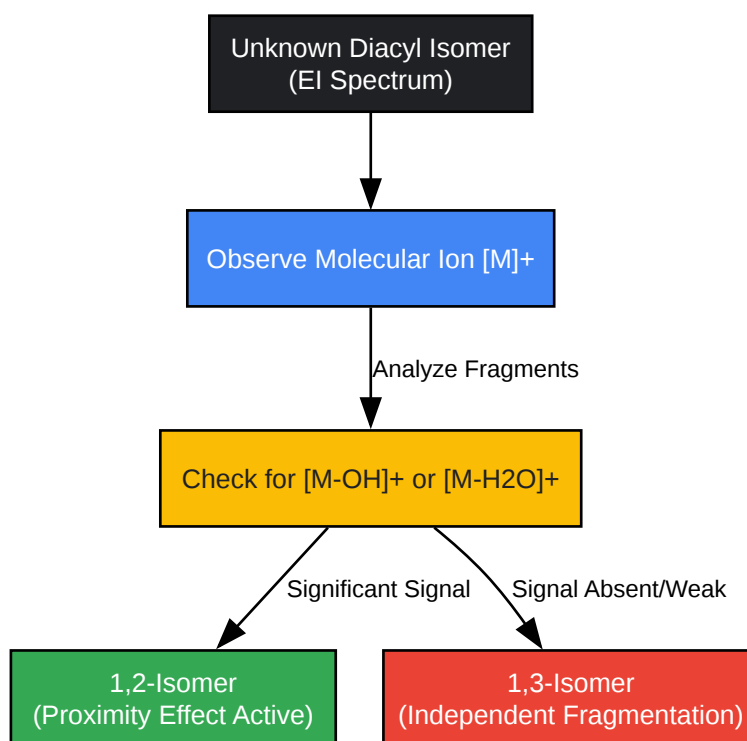 Unknown Diacyl Isomer
(EI Spectrum)
Observe Molecular Ion [M]+
Analyze Fragments
Check for [M-OH]+ or [M-H2O]+
Significant Signal
Signal Absent/Weak
1,2-Isomer
(Proximity Effect Active)
1,3-Isomer
(Independent Fragmentation)